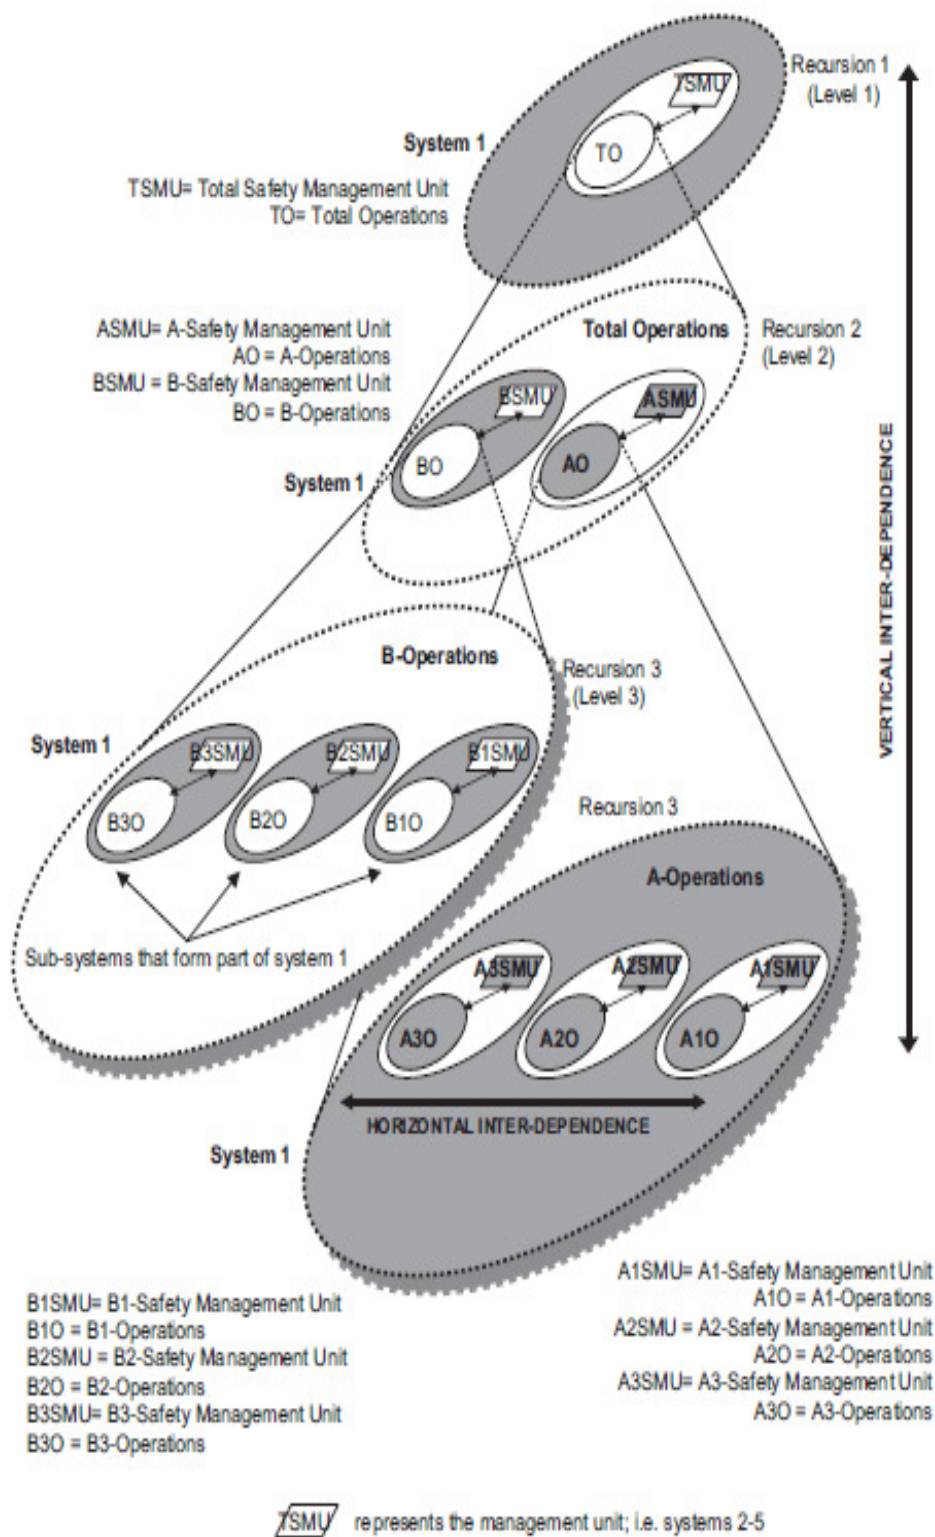 Recursion 1
(Level 1)
TSMU
System 1
TO
TSMU= Total Safety Management Unit
TO= Total Operations
ASMU= A-Safety Management Unit
AO = A-Operations
BSMU = B-Safety Management Unit
BO = B-Operations
Total Operations
Recursion 2
(Level 2)
BSMU
ASMU
BO
AO
System 1
VERTICAL INTER-DEPENDENCE
B-Operations
Recursion 3
(Level 3)
System 1
B3SMU
B2SMU
B1SMU
B3O
B2O
B1O
Recursion 3
A-Operations
Sub-systems that form part of system 1
A3SMU
A2SMU
A1SMU
A3O
A2O
A1O
HORIZONTAL INTER-DEPENDENCE
System 1
B1SMU= B1-Safety Management Unit
B1O = B1-Operations
B2SMU = B2-Safety Management Unit
B2O = B2-Operations
B3SMU= B3-Safety Management Unit
B3O = B3-Operations
A1SMU= A1-Safety Management Unit
A1O = A1-Operations
A2SMU = A2-Safety Management Unit
A2O = A2-Operations
A3SMU= A3-Safety Management Unit
A3O = A3-Operations
TSMU represents the management unit; i.e. systems 2-5